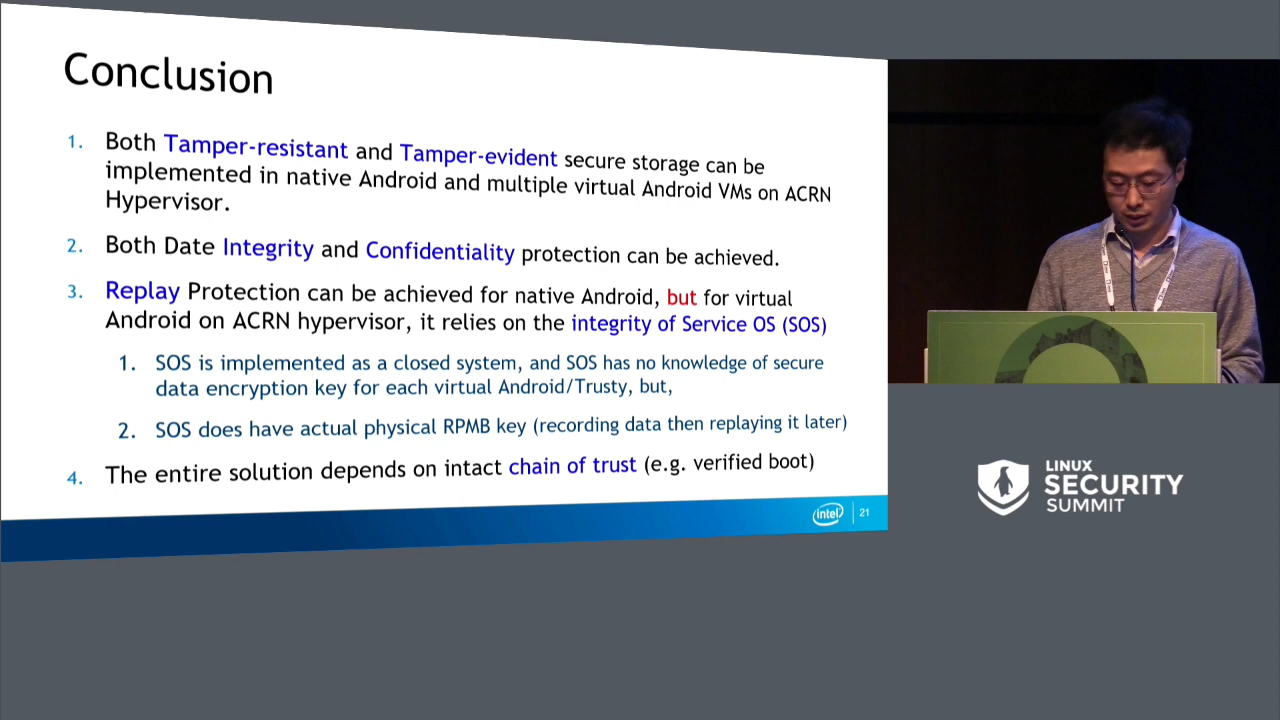 Conclusion
1. Both Tamper-resistant and Tamper-evident secure storage can be
implemented in native Android and multiple virtual Android VMs on ACRN
Hypervisor.
2. Both Date Integrity and Confidentiality protection can be achieved.
3. Replay Protection can be achieved for native Android, but for virtual
Android on ACRN hypervisor, it relies on the integrity of Service OS (SOS)
1. SOS is implemented as a closed system, and SOS has no knowledge of secure
data encryption key for each virtual Android/Trusty, but,
2. SOS does have actual physical RPMB key (recording data then replaying it later)
4. The entire solution depends on intact chain of trust (e.g. verified boot)
intel
21
LINUX
SECURITY
SUMMIT